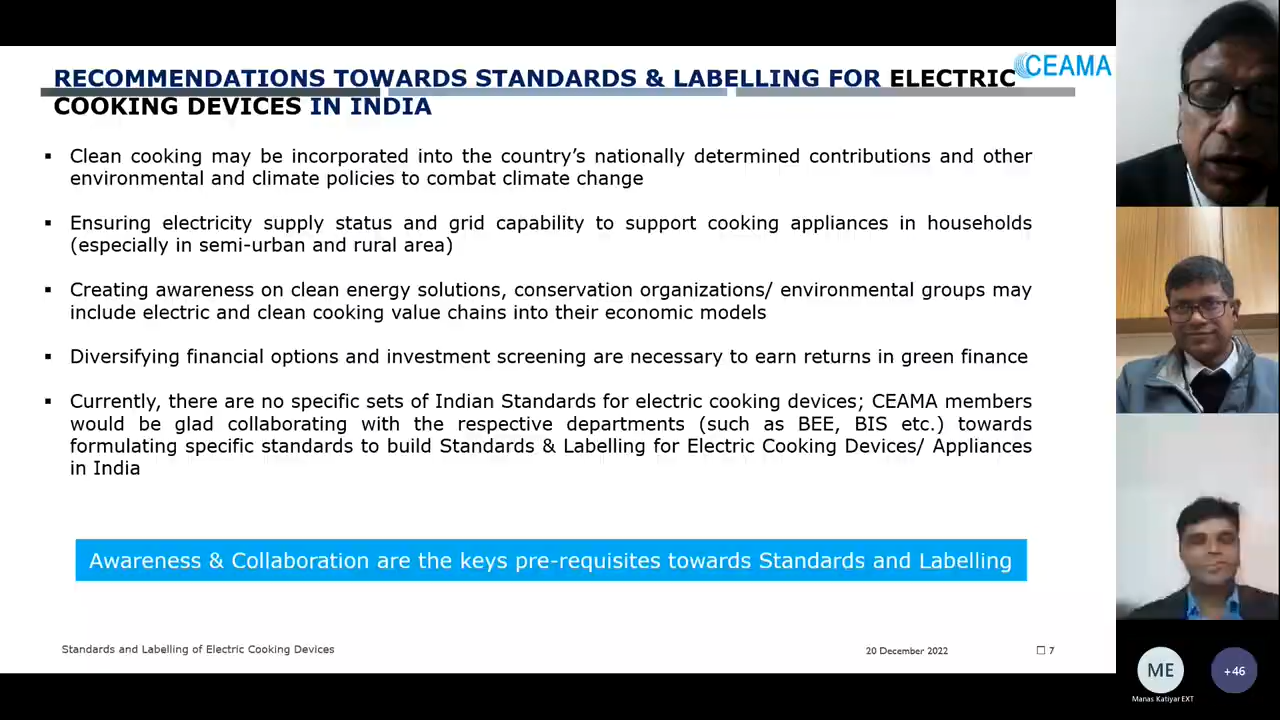 RECOMMENDATIONS TOWARDS STANDARDS & LABELLING FOR ELECTRIC
COOKING DEVICES IN INDIA
CEAMA
▪ Clean cooking may be incorporated into the country’s nationally determined contributions and other
environmental and climate policies to combat climate change
▪ Ensuring electricity supply status and grid capability to support cooking appliances in households
(especially in semi-urban and rural area)
▪ Creating awareness on clean energy solutions, conservation organizations/ environmental groups may
include electric and clean cooking value chains into their economic models
▪ Diversifying financial options and investment screening are necessary to earn returns in green finance
▪ Currently, there are no specific sets of Indian Standards for electric cooking devices; CEAMA members
would be glad collaborating with the respective departments (such as BEE, BIS etc.) towards
formulating specific standards to build Standards & Labelling for Electric Cooking Devices/ Appliances
in India
Awareness & Collaboration are the keys pre-requisites towards Standards and Labelling
Standards and Labelling of Electric Cooking Devices
20 December 2022
7
ME
+46
Manas Katiyar EXT